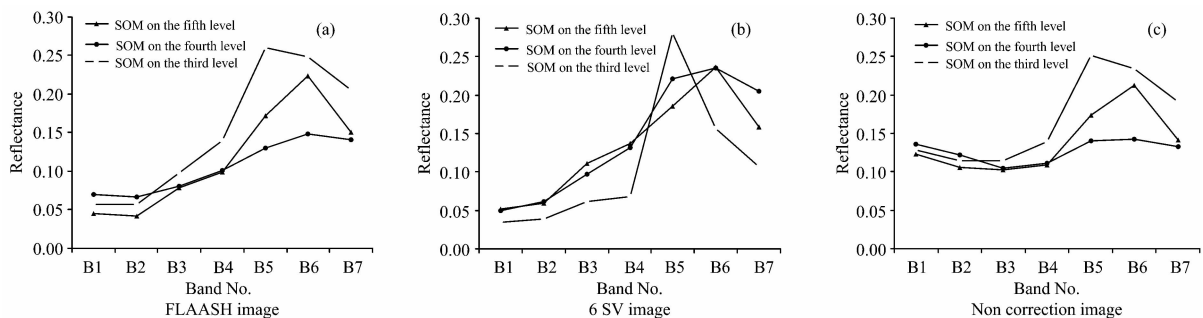 (a)
SOM on the fifth level
SOM on the fourth level
SOM on the third level
0.30
0.25
0.20
0.15
0.10
0.05
0.00
Reflectance
B1 B2 B3 B4 B5 B6 B7
Band No.
FLAASH image
(b)
SOM on the fifth level
SOM on the fourth level
SOM on the third level
0.30
0.25
0.20
0.15
0.10
0.05
0.00
Reflectance
B1 B2 B3 B4 B5 B6 B7
Band No.
6 SV image
(c)
SOM on the fifth level
SOM on the fourth level
SOM on the third level
0.30
0.25
0.20
0.15
0.10
0.05
0.00
Reflectance
B1 B2 B3 B4 B5 B6 B7
Band No.
Non correction image